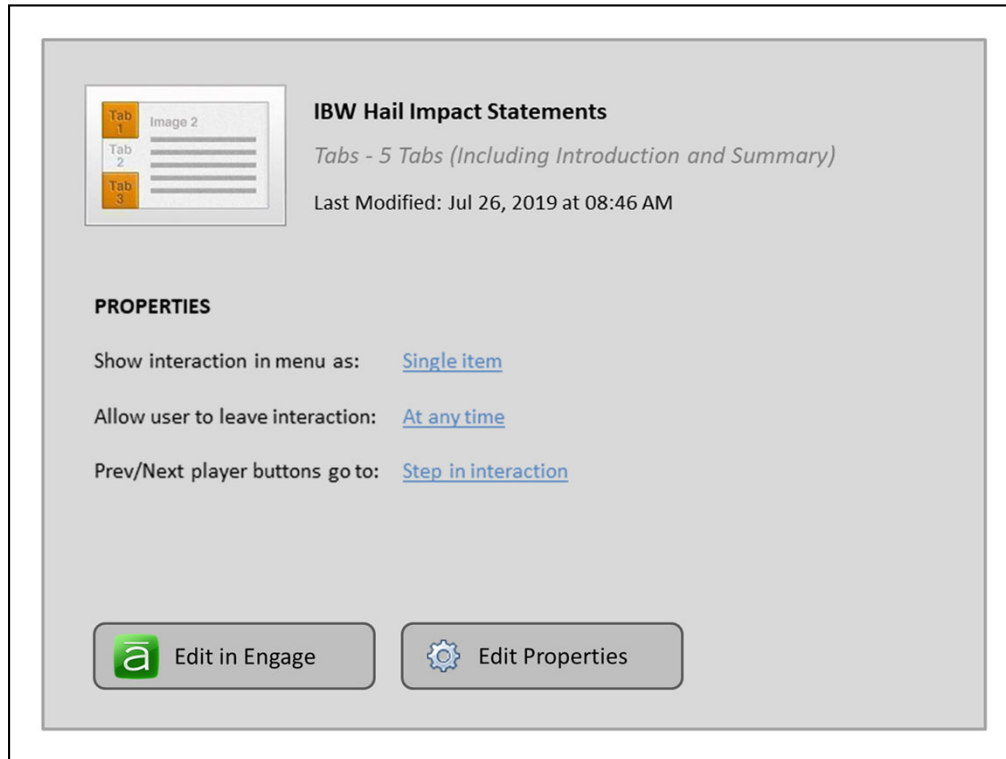 Tab
1
Image 2
Tab
2
Tab
3
IBW Hail Impact Statements
Tabs - 5 Tabs (Including Introduction and Summary)
Last Modified: Jul 26, 2019 at 08:46 AM
PROPERTIES
Show interaction in menu as: Single item
Allow user to leave interaction: At any time
Prev/Next player buttons go to: Step in interaction
ā Edit in Engage
Edit Properties